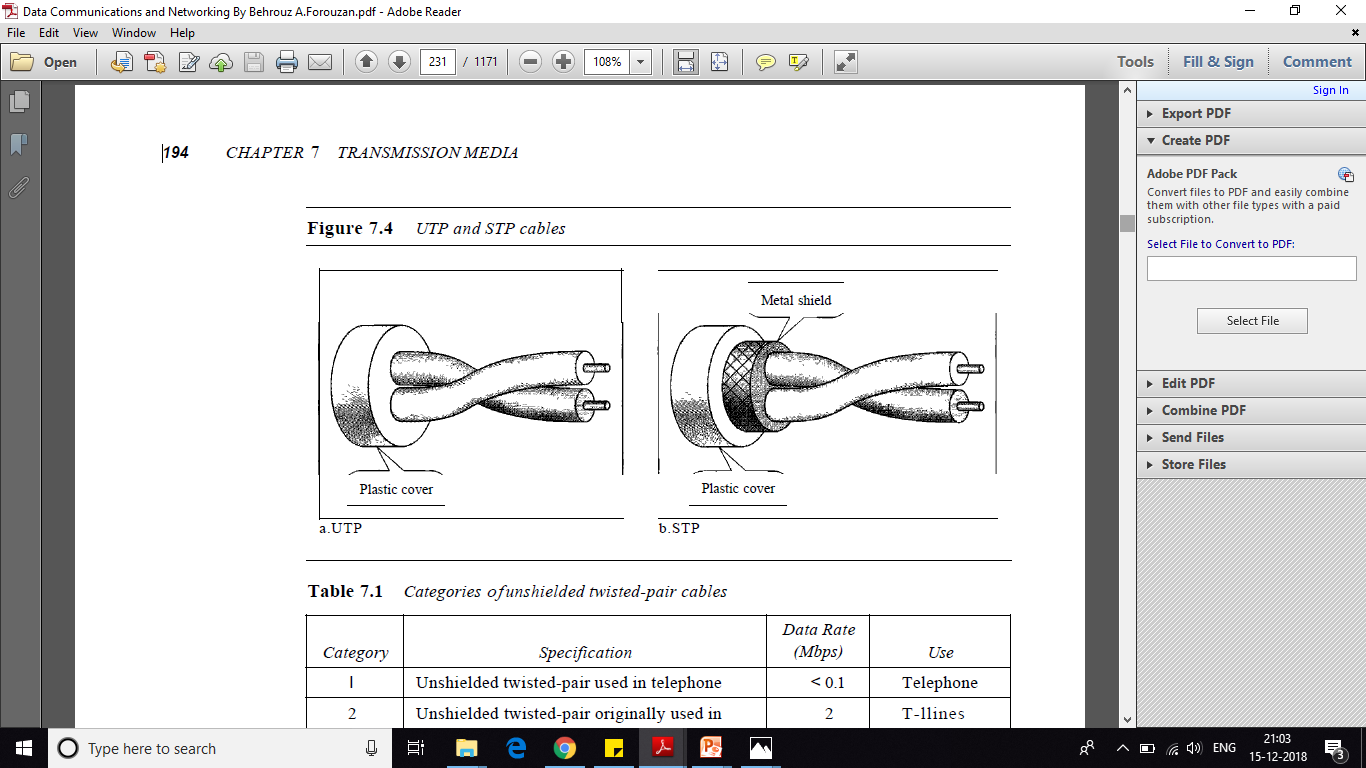 Data Communications and Networking By Behrouz A.Forouzan.pdf - Adobe Reader
File Edit View Window Help
Open 231 / 1171 108% Tools Fill & Sign Comment
Sign In
Export PDF
Create PDF
Adobe PDF Pack
Convert files to PDF and easily combine
them with other file types with a paid
subscription.
Select File to Convert to PDF:
Select File
Edit PDF
Combine PDF
Send Files
Store Files
194 CHAPTER 7 TRANSMISSION MEDIA
Figure 7.4 UTP and STP cables
Metal shield
Plastic cover
Plastic cover
a.UTP
b.STP
Table 7.1 Categories ofunshielded twisted-pair cables
Category Specification Data Rate (Mbps) Use
l Unshielded twisted-pair used in telephone < 0.1 Telephone
2 Unshielded twisted-pair originally used in 2 T-llines
Type here to search
ENG
21:03
15-12-2018
3